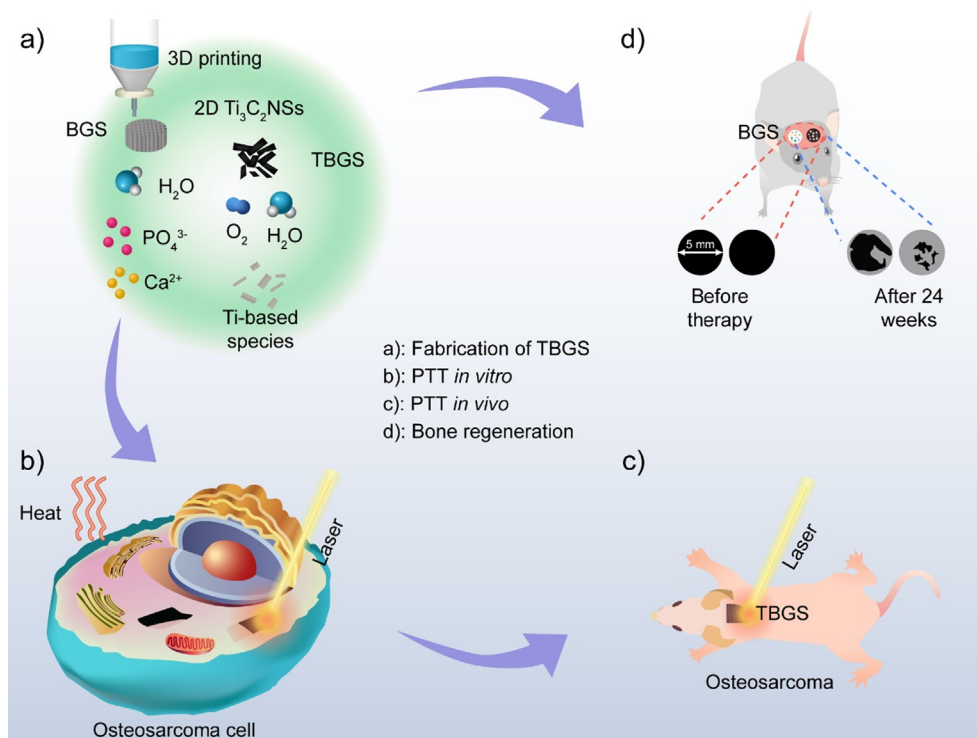 a)
3D printing
BGS
H₂O
PO₄³⁻
Ca²⁺
2D Ti₃C₂NSs
TBGS
O₂
H₂O
Ti-based
species
d)
BGS
5 mm
Before
therapy
After 24
weeks
a): Fabrication of TBGS
b): PTT in vitro
c): PTT in vivo
d): Bone regeneration
b)
Heat
Laser
Osteosarcoma cell
c)
Laser
TBGS
Osteosarcoma